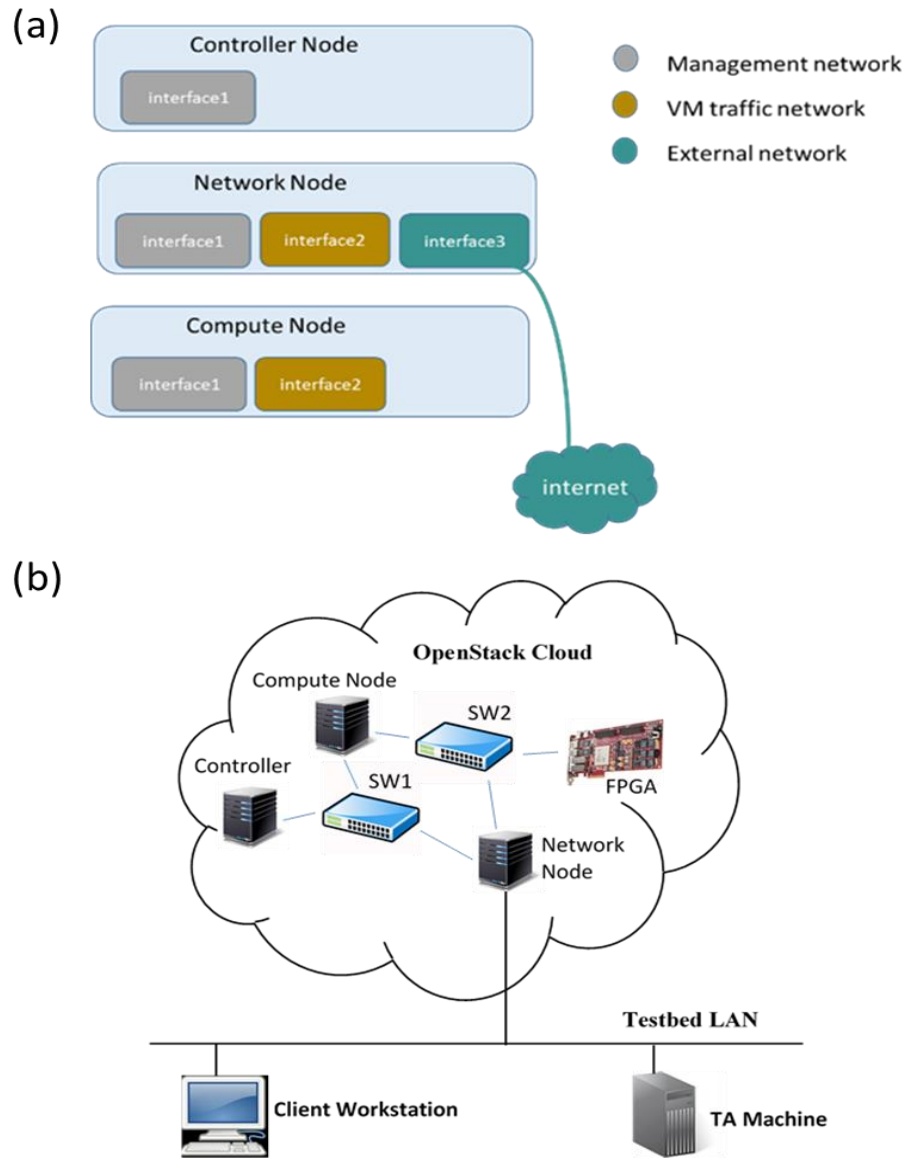 (a)
Controller Node
interface1
Management network
VM traffic network
External network
Network Node
interface1
interface2
interface3
Compute Node
interface1
interface2
internet
(b)
OpenStack Cloud
Compute Node
SW2
Controller
SW1
FPGA
Network
Node
Testbed LAN
Client Workstation
TA Machine